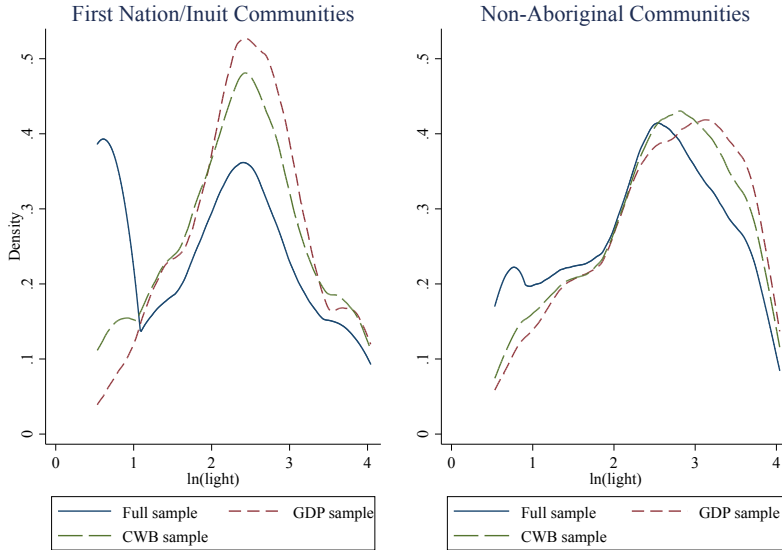 First Nation/Inuit Communities
Density
0 .1 .2 .3 .4 .5
0 1 2 3 4
ln(light)
Full sample GDP sample
CWB sample
Non-Aboriginal Communities
0 .1 .2 .3 .4 .5
0 1 2 3 4
ln(light)
Full sample GDP sample
CWB sample